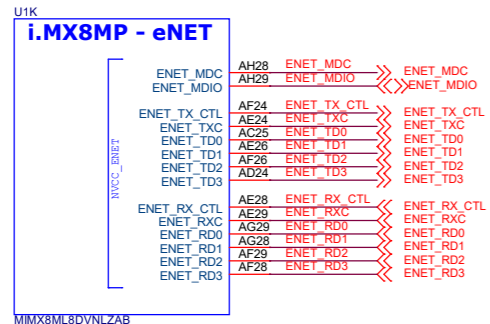 U1K
i.MX8MP - eNET
NVCC_ENET
ENET_MDC AH28 ENET_MDC ENET_MDC
ENET_MDIO AH29 ENET_MDIO ENET_MDIO
ENET_TX_CTL AF24 ENET_TX_CTL ENET_TX_CTL
ENET_TXC AE24 ENET_TXC ENET_TXC
ENET_TD0 AC25 ENET_TD0 ENET_TD0
ENET_TD1 AE26 ENET_TD1 ENET_TD1
ENET_TD2 AF26 ENET_TD2 ENET_TD2
ENET_TD3 AD24 ENET_TD3 ENET_TD3
ENET_RX_CTL AE28 ENET_RX_CTL ENET_RX_CTL
ENET_RXC AE29 ENET_RXC ENET_RXC
ENET_RD0 AG29 ENET_RD0 ENET_RD0
ENET_RD1 AG28 ENET_RD1 ENET_RD1
ENET_RD2 AF29 ENET_RD2 ENET_RD2
ENET_RD3 AF28 ENET_RD3 ENET_RD3
MIMX8ML8DVNLZAB